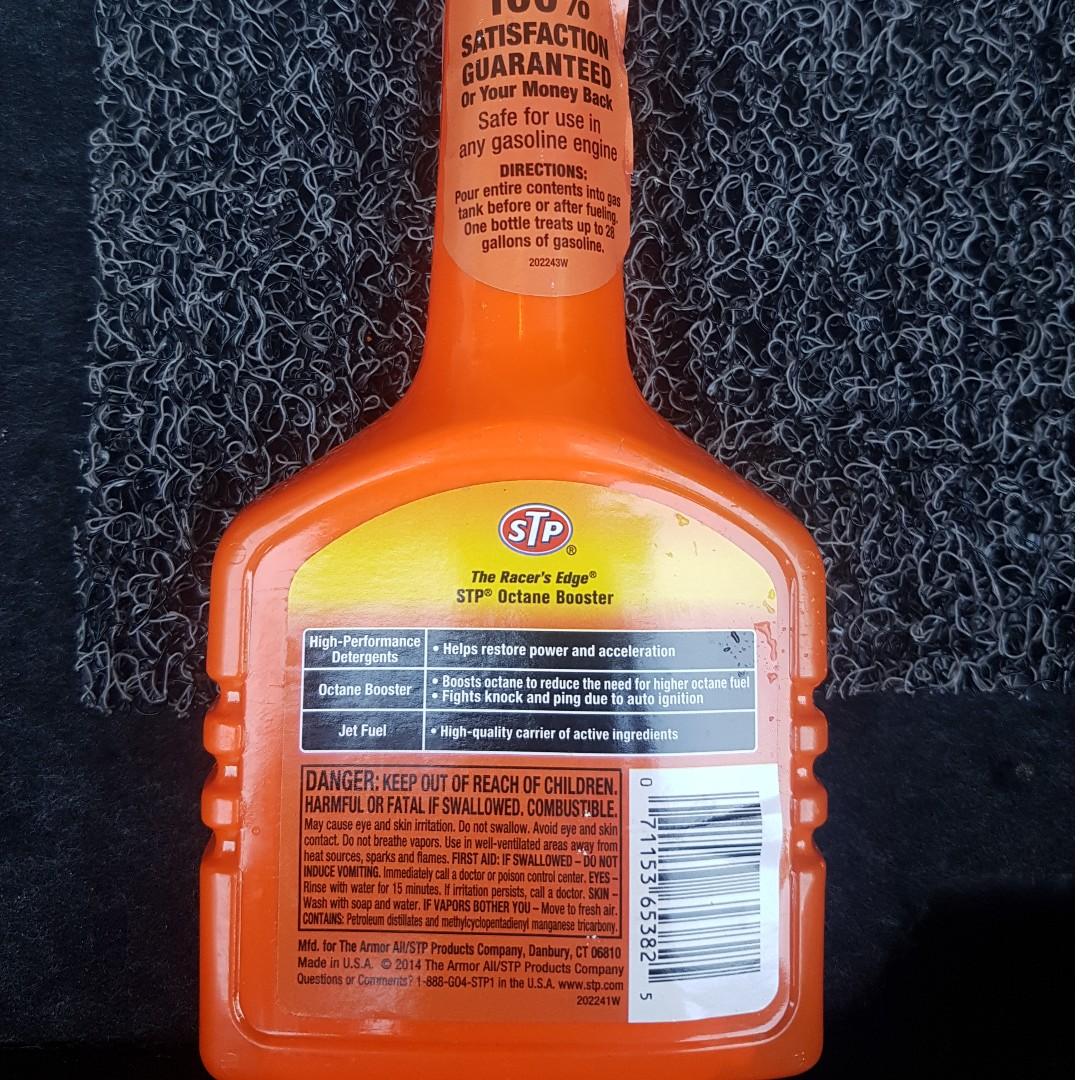 100%
SATISFACTION
GUARANTEED
Or Your Money Back
Safe for use in
any gasoline engine
DIRECTIONS:
Pour entire contents into gas
tank before or after fueling.
One bottle treats up to 28
gallons of gasoline.
202243W
STP®
The Racer's Edge®
STP® Octane Booster
High-Performance
Detergents
• Helps restore power and acceleration
Octane Booster
• Boosts octane to reduce the need for higher octane fuel
• Fights knock and ping due to auto ignition
Jet Fuel
• High-quality carrier of active ingredients
DANGER: KEEP OUT OF REACH OF CHILDREN.
HARMFUL OR FATAL IF SWALLOWED. COMBUSTIBLE.
May cause eye and skin irritation. Do not swallow. Avoid eye and skin
contact. Do not breathe vapors. Use in well-ventilated areas away from
heat sources, sparks and flames. FIRST AID: IF SWALLOWED – DO NOT
INDUCE VOMITING. Immediately call a doctor or poison control center. EYES –
Rinse with water for 15 minutes. If irritation persists, call a doctor. SKIN –
Wash with soap and water. IF VAPORS BOTHER YOU – Move to fresh air.
CONTAINS: Petroleum distillates and methylcyclopentadienyl manganese tricarbony.
Mfd. for The Armor All/STP Products Company, Danbury, CT 06810
Made in U.S.A. © 2014 The Armor All/STP Products Company
Questions or Comments? 1-888-GO4-STP1 in the U.S.A. www.stp.com
202241W
0 71153 65382 5